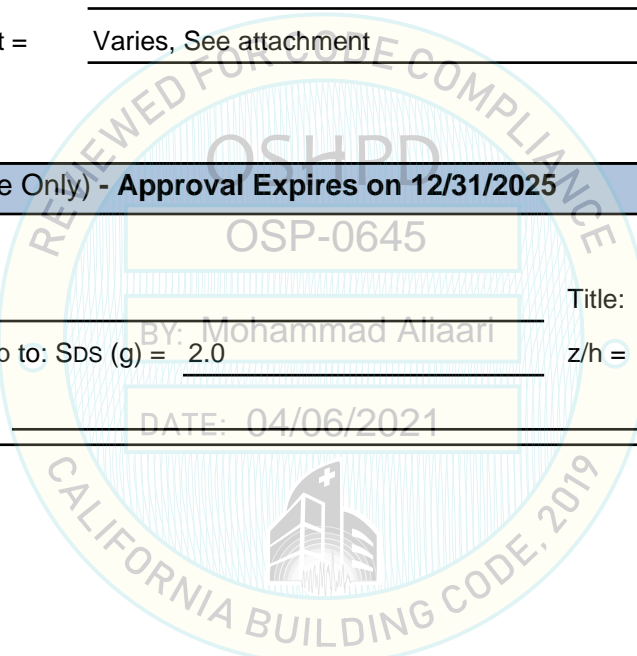 t = Varies, See attachment
REVIEWED FOR CODE COMPLIANCE
OSHPD
e Only) - Approval Expires on 12/31/2025
OSP-0645
Title:
BY: Mohammad Aliaari
o to: SDS (g) = 2.0 z/h =
DATE: 04/06/2021
CALIFORNIA BUILDING CODE, 2019